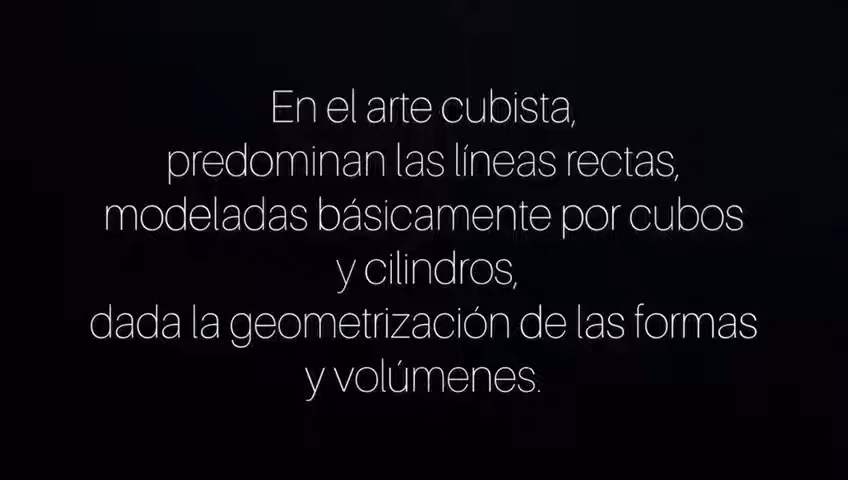 En el arte cubista,
predominan las líneas rectas,
modeladas básicamente por cubos
y cilindros,
dada la geometrización de las formas
y volúmenes.